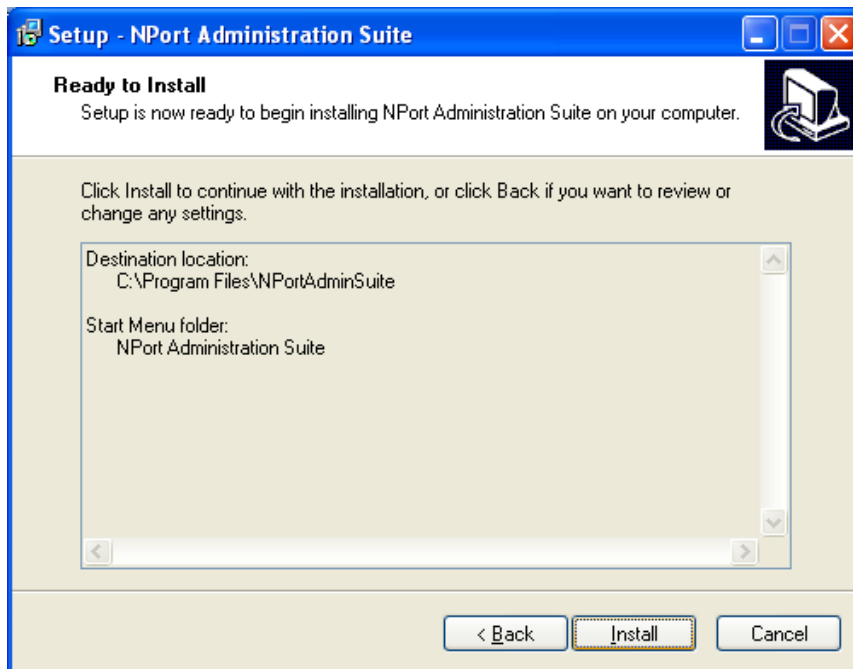 Setup - NPort Administration Suite
Ready to Install
Setup is now ready to begin installing NPort Administration Suite on your computer.
Click Install to continue with the installation, or click Back if you want to review or
change any settings.
Destination location:
C:\Program Files\NPortAdminSuite
Start Menu folder:
NPort Administration Suite
< Back
Install
Cancel